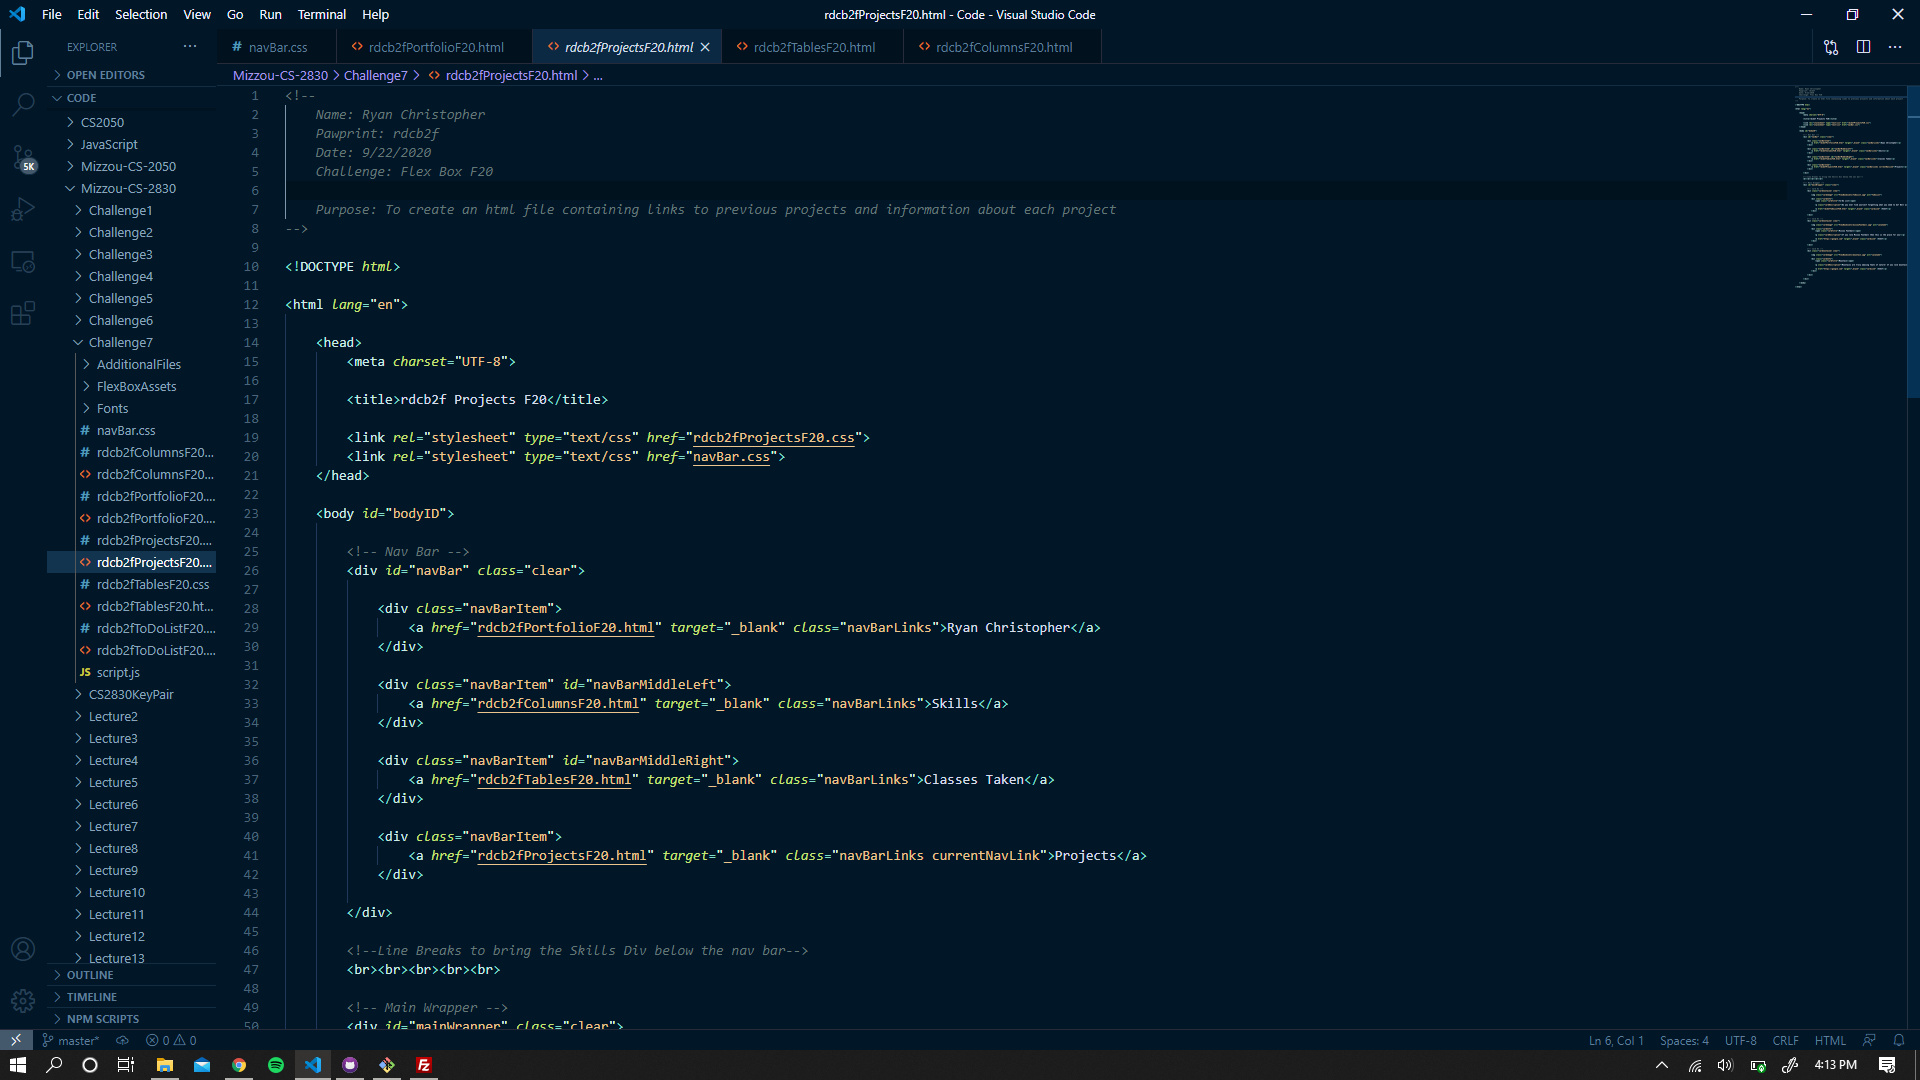 File Edit Selection View Go Run Terminal Help
rdcb2fProjectsF20.html - Code - Visual Studio Code
EXPLORER
navBar.css
rdcb2fPortfolioF20.html
rdcb2fProjectsF20.html
rdcb2fTablesF20.html
rdcb2fColumnsF20.html
Mizzou-CS-2830 > Challenge7 > rdcb2fProjectsF20.html > ...
OPEN EDITORS
CODE
CS2050
JavaScript
Mizzou-CS-2050
5K
Mizzou-CS-2830
Challenge1
Challenge2
Challenge3
Challenge4
Challenge5
Challenge6
Challenge7
AdditionalFiles
FlexBoxAssets
Fonts
navBar.css
rdcb2fColumnsF20...
rdcb2fColumnsF20...
rdcb2fPortfolioF20....
rdcb2fPortfolioF20....
rdcb2fProjectsF20....
rdcb2fProjectsF20....
rdcb2fTablesF20.css
rdcb2fTablesF20.ht...
rdcb2fToDoListF20....
rdcb2fToDoListF20....
JS script.js
CS2830KeyPair
Lecture2
Lecture3
Lecture4
Lecture5
Lecture6
Lecture7
Lecture8
Lecture9
Lecture10
Lecture11
Lecture12
Lecture13
OUTLINE
TIMELINE
NPM SCRIPTS
1 <!--
2 Name: Ryan Christopher
3 Pawprint: rdcb2f
4 Date: 9/22/2020
5 Challenge: Flex Box F20
6
7 Purpose: To create an html file containing links to previous projects and information about each project
8 -->
9
10 <!DOCTYPE html>
11
12 <html lang="en">
13
14 <head>
15 <meta charset="UTF-8">
16
17 <title>rdcb2f Projects F20</title>
18
19 <link rel="stylesheet" type="text/css" href="rdcb2fProjectsF20.css">
20 <link rel="stylesheet" type="text/css" href="navBar.css">
21 </head>
22
23 <body id="bodyID">
24
25 <!-- Nav Bar -->
26 <div id="navBar" class="clear">
27
28 <div class="navBarItem">
29 <a href="rdcb2fPortfolioF20.html" target="_blank" class="navBarLinks">Ryan Christopher</a>
30 </div>
31
32 <div class="navBarItem" id="navBarMiddleLeft">
33 <a href="rdcb2fColumnsF20.html" target="_blank" class="navBarLinks">Skills</a>
34 </div>
35
36 <div class="navBarItem" id="navBarMiddleRight">
37 <a href="rdcb2fTablesF20.html" target="_blank" class="navBarLinks">Classes Taken</a>
38 </div>
39
40 <div class="navBarItem">
41 <a href="rdcb2fProjectsF20.html" target="_blank" class="navBarLinks currentNavLink">Projects</a>
42 </div>
43
44 </div>
45
46 <!--Line Breaks to bring the Skills Div below the nav bar-->
47 <br><br><br><br><br>
48
49 <!-- Main Wrapper -->
50 <div id="mainWrapper" class="clear">
master* 0 0
Ln 6, Col 1 Spaces: 4 UTF-8 CRLF HTML
4:13 PM